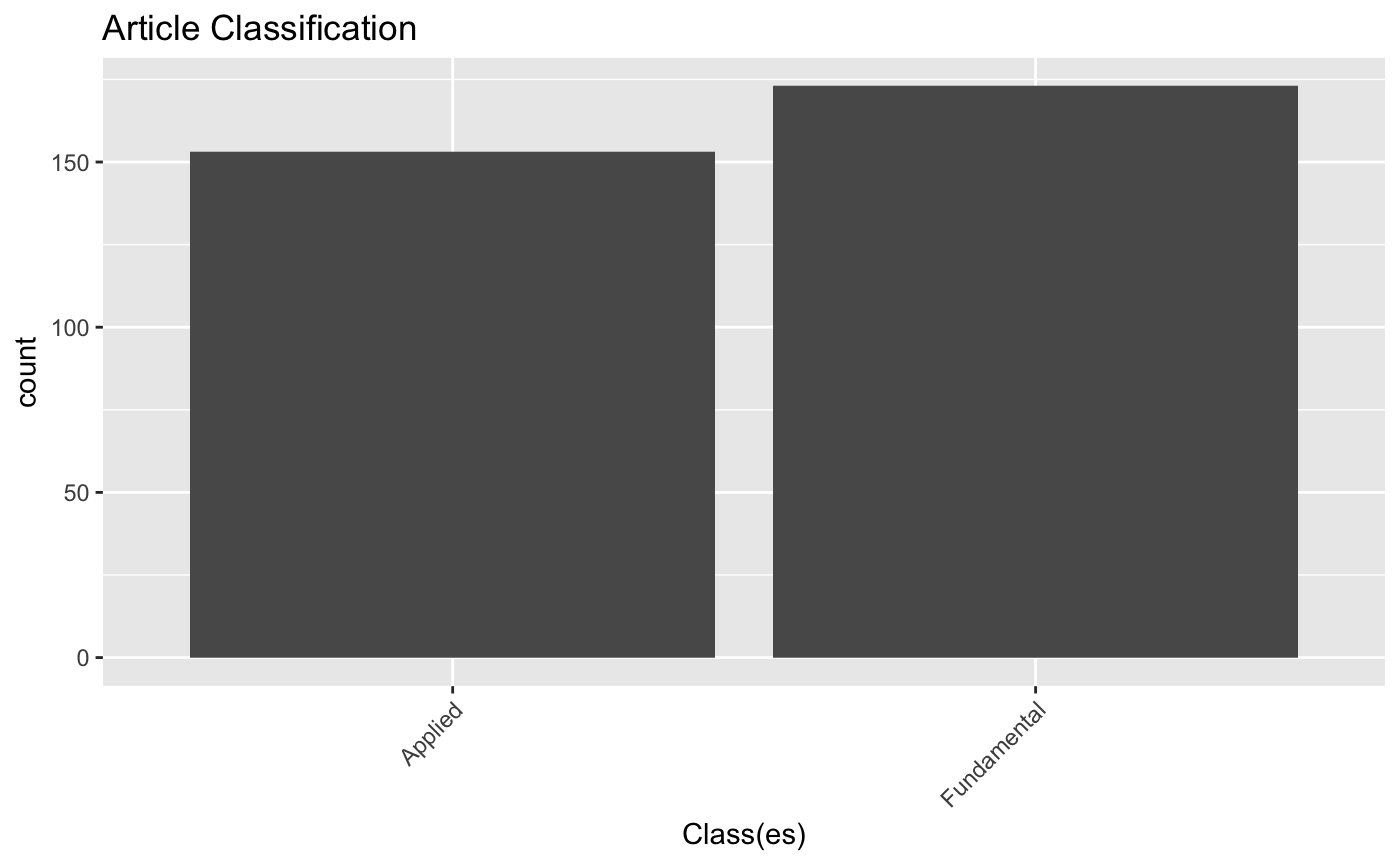 Article Classification
150
100
50
0
count
Applied
Fundamental
Class(es)